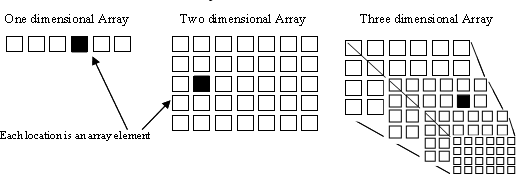 One dimensional Array
Two dimensional Array
Three dimensional Array
Each location is an array element